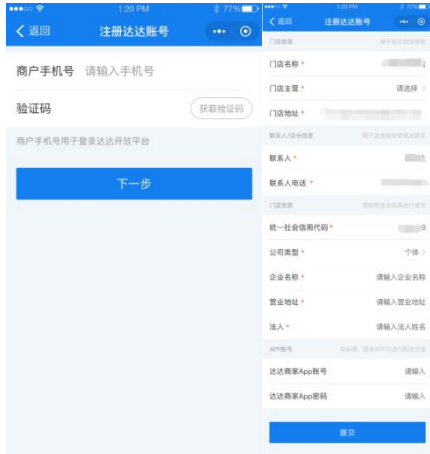 1:20 PM
77%
返回
注册达达账号
商户手机号 请输入手机号
验证码
获取验证码
商户手机号用于登录达达开放平台
下一步
1:20 PM
77%
返回
注册达达账号
门店信息
门店名称 *
门店主营 *
请选择
门店地址 *
联系人/店长信息
联系人 *
联系人电话 *
门店资质
统一社会信用代码 *
9
公司类型 *
个体
企业名称 *
请输入企业名称
营业地址 *
请输入营业地址
法人 *
请输入法人姓名
APP账号
达达商家App账号
请输入
达达商家App密码
请输入
提交